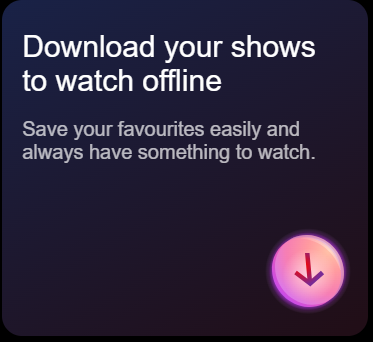 Download your shows
to watch offline
Save your favourites easily and
always have something to watch.